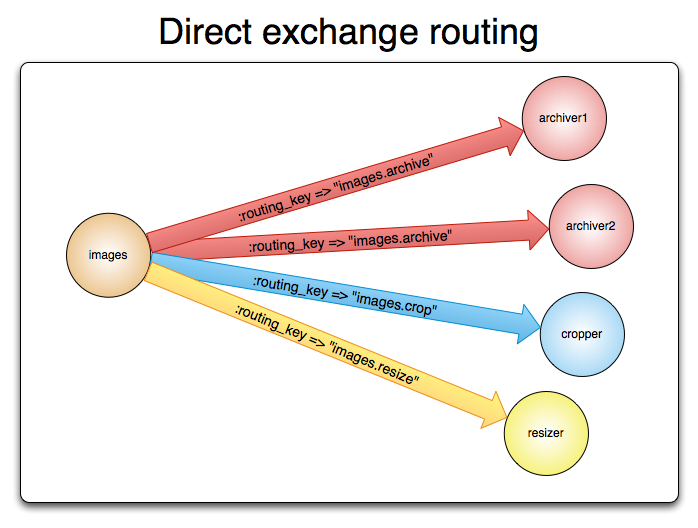 Direct exchange routing
archiver1
:routing_key => "images.archive"
archiver2
:routing_key => "images.archive"
images
:routing_key => "images.crop"
cropper
:routing_key => "images.resize"
resizer